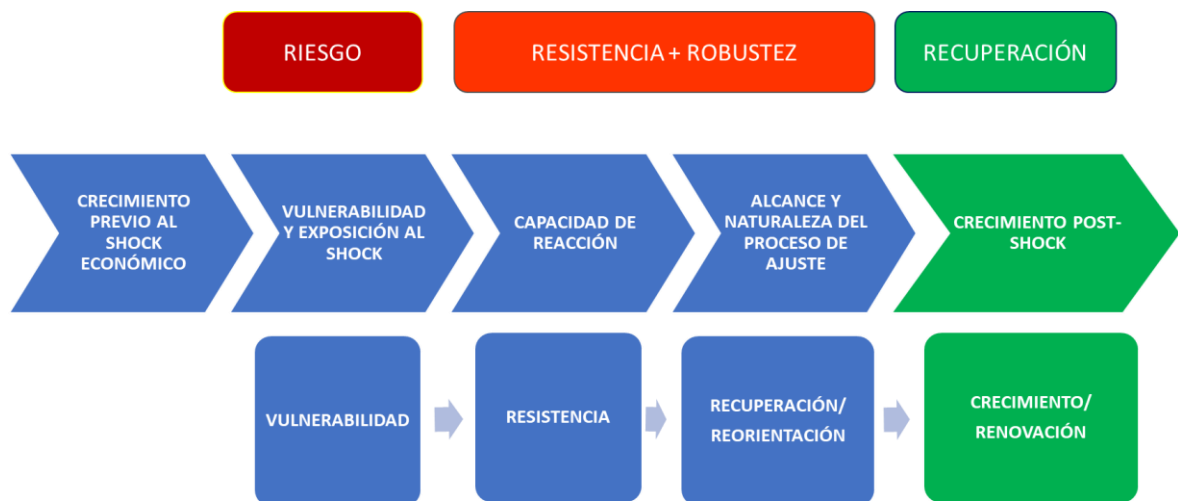 RIESGO
RESISTENCIA + ROBUSTEZ
RECUPERACIÓN
CRECIMIENTO
PREVIO AL
SHOCK
ECONÓMICO
VULNERABILIDAD
Y EXPOSICIÓN AL
SHOCK
CAPACIDAD DE
REACCIÓN
ALCANCE Y
NATURALEZA DEL
PROCESO DE
AJUSTE
CRECIMIENTO POST-
SHOCK
VULNERABILIDAD
RESISTENCIA
RECUPERACIÓN/
REORIENTACIÓN
CRECIMIENTO/
RENOVACIÓN